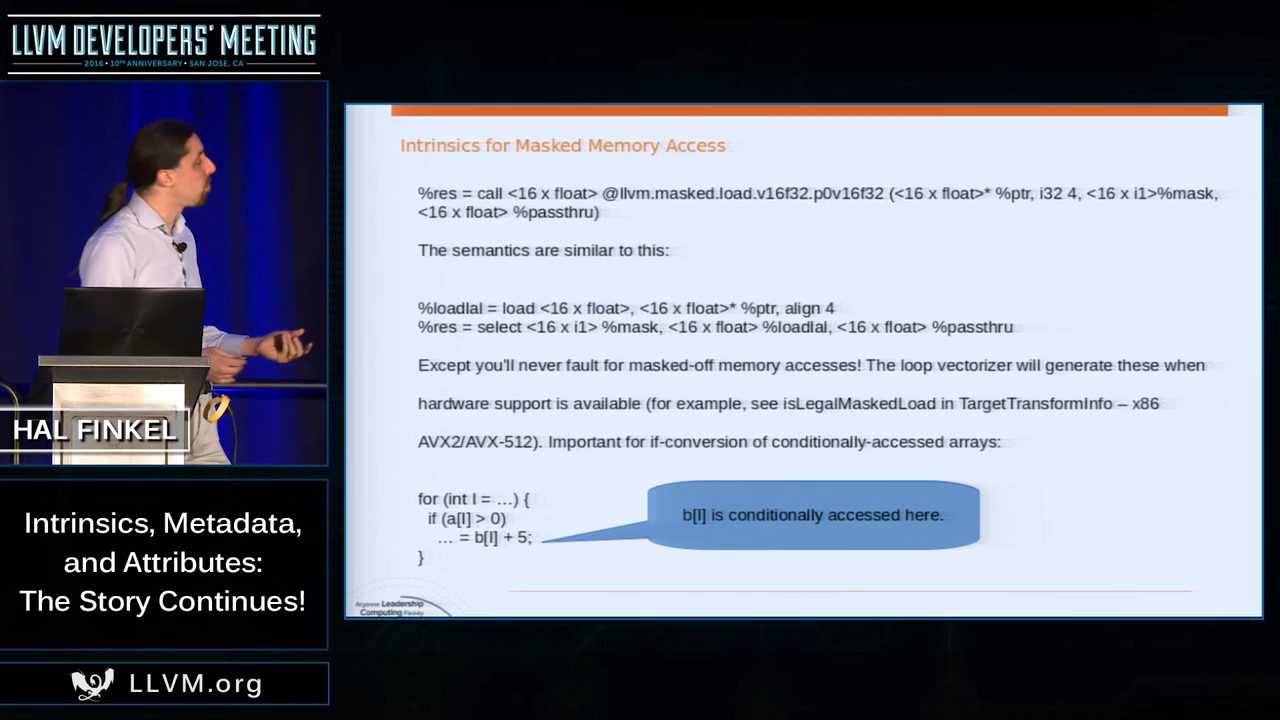 LLVM DEVELOPERS' MEETING
2016 • 10TH ANNIVERSARY • SAN JOSE, CA
HAL FINKEL
Intrinsics, Metadata,
and Attributes:
The Story Continues!
LLVM.org
Intrinsics for Masked Memory Access
%res = call <16 x float> @llvm.masked.load.v16f32.p0v16f32 (<16 x float>* %ptr, i32 4, <16 x i1>%mask,
<16 x float> %passthru)
The semantics are similar to this:
%loadlal = load <16 x float>, <16 x float>* %ptr, align 4
%res = select <16 x i1> %mask, <16 x float> %loadlal, <16 x float> %passthru
Except you'll never fault for masked-off memory accesses! The loop vectorizer will generate these when
hardware support is available (for example, see isLegalMaskedLoad in TargetTransformInfo – x86
AVX2/AVX-512). Important for if-conversion of conditionally-accessed arrays:
for (int I = …) {
if (a[I] > 0)
… = b[I] + 5;
}
b[I] is conditionally accessed here.
Argonne Leadership
Computing Facility